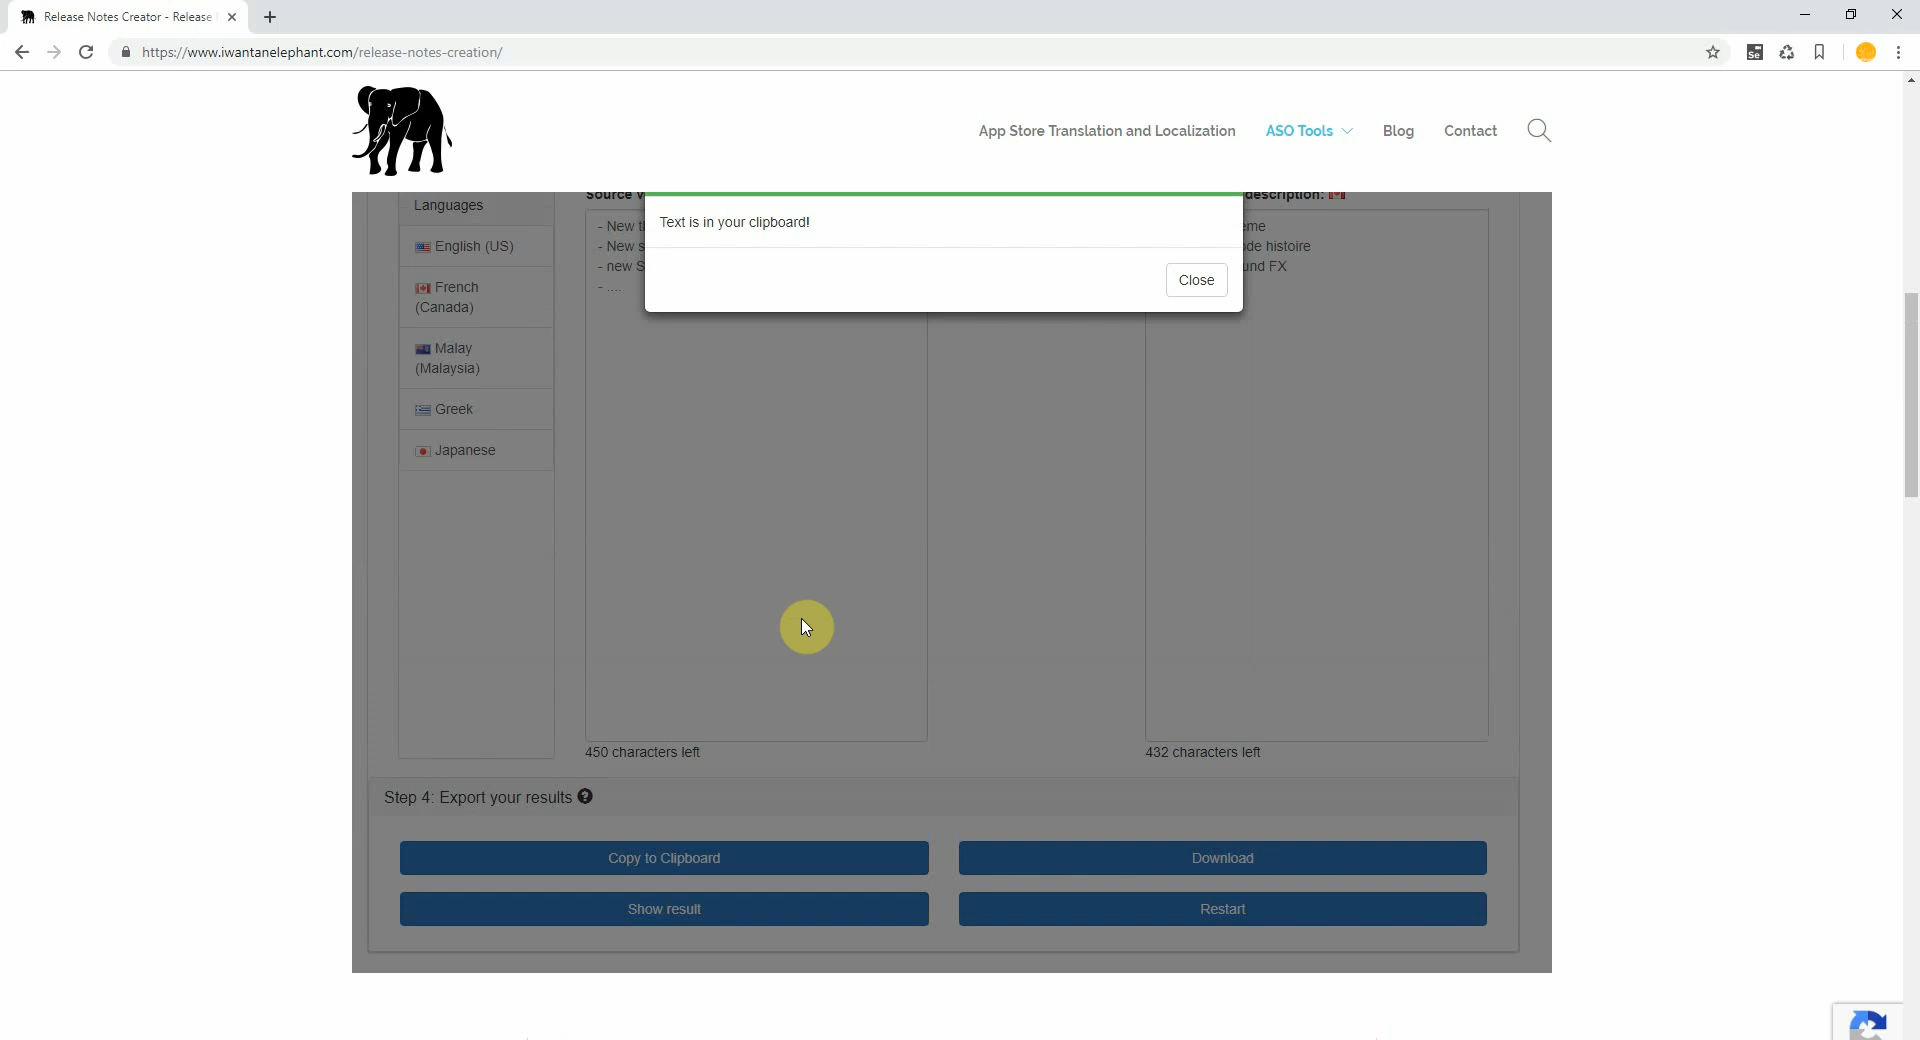 Release Notes Creator - Release
https://www.iwantanelephant.com/release-notes-creation/
App Store Translation and Localization
ASO Tools
Blog
Contact
Languages
English (US)
French
(Canada)
Malay
(Malaysia)
Greek
Japanese
Source
description:
- New
- New
- new
- ....
de histoire
FX
Text is in your clipboard!
Close
450 characters left
432 characters left
Step 4: Export your results
Copy to Clipboard
Download
Show result
Restart